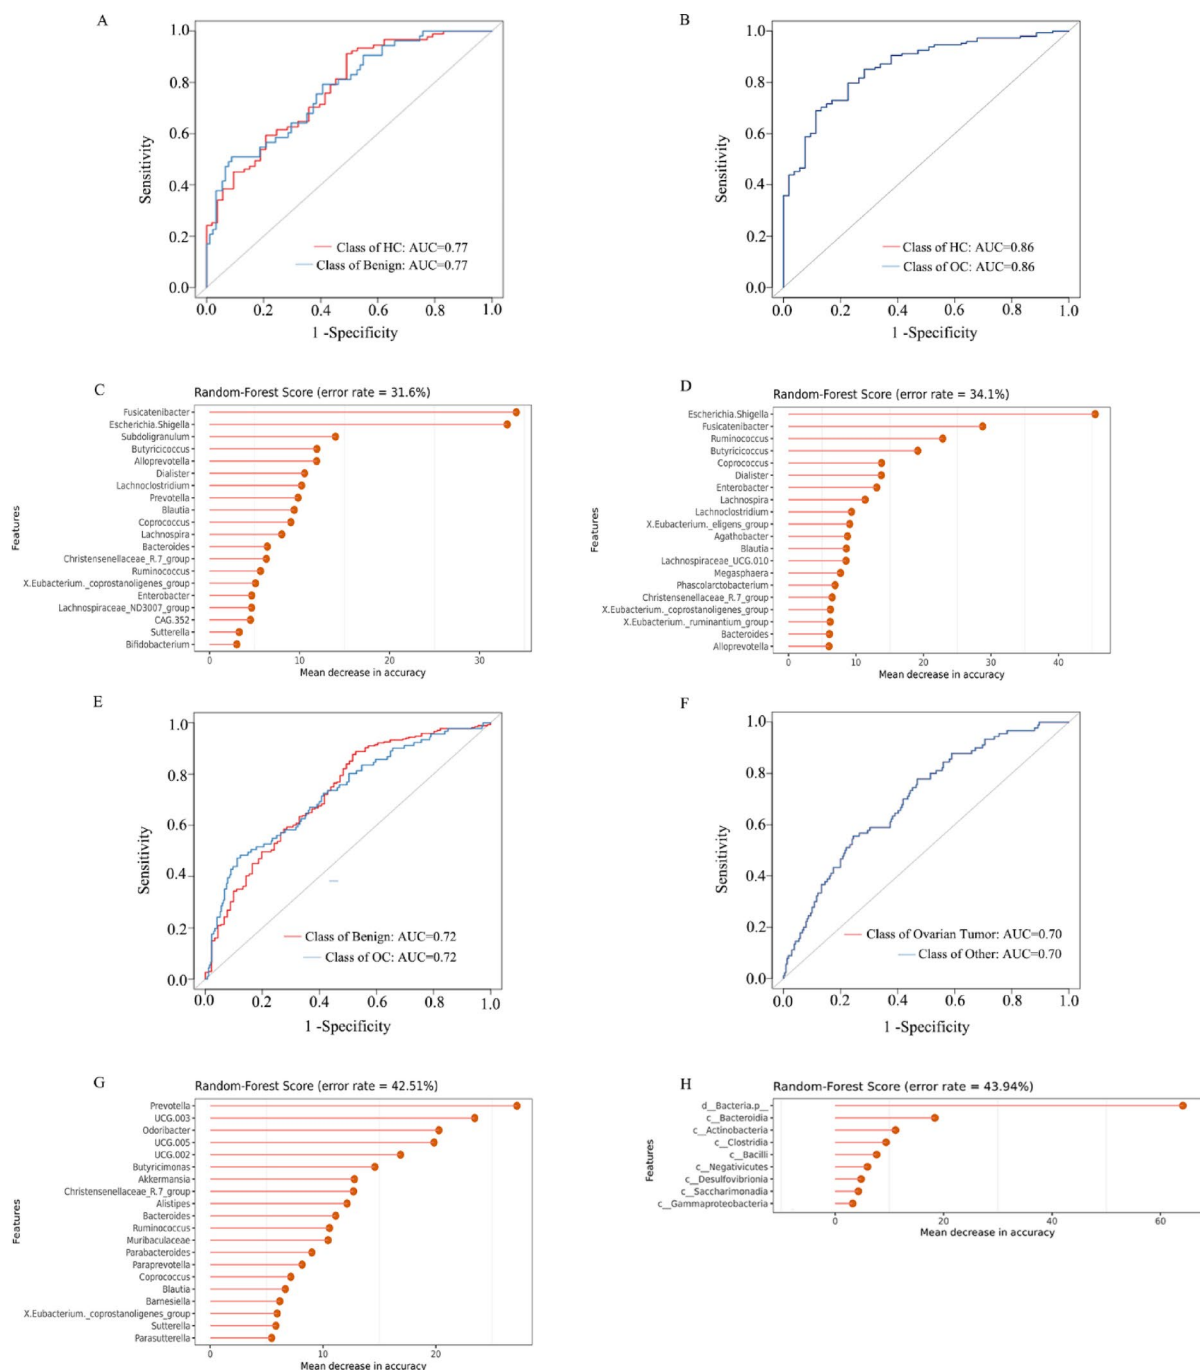 A
1.0
0.8
0.6
0.4
0.2
0.0
Sensitivity
Class of HC: AUC=0.77
Class of Benign: AUC=0.77
0.0 0.2 0.4 0.6 0.8 1.0
1 -Specificity
B
1.0
0.8
0.6
0.4
0.2
0.0
Sensitivity
Class of HC: AUC=0.86
Class of OC: AUC=0.86
0.0 0.2 0.4 0.6 0.8 1.0
1 -Specificity
C
Random-Forest Score (error rate = 31.6%)
Features
Fusicatenibacter
Escherichia.Shigella
Subdoligranulum
Butyricicoccus
Alloprevotella
Dialister
Lachnoclostridium
Prevotella
Blautia
Coprococcus
Lachnospira
Bacteroides
Christensenellaceae_R.7_group
Ruminococcus
X.Eubacterium._coprostanoligenes_group
Enterobacter
Lachnospiraceae_ND3007_group
CAG.352
Sutterella
Bifidobacterium
0 10 20 30
Mean decrease in accuracy
D
Random-Forest Score (error rate = 34.1%)
Features
Escherichia.Shigella
Fusicatenibacter
Ruminococcus
Butyricicoccus
Coprococcus
Dialister
Enterobacter
Lachnospira
Lachnoclostridium
X.Eubacterium._eligens_group
Agathobacter
Blautia
Lachnospiraceae_UCG.010
Megasphaera
Phascolarctobacterium
Christensenellaceae_R.7_group
X.Eubacterium._coprostanoligenes_group
X.Eubacterium._ruminantium_group
Bacteroides
Alloprevotella
0 10 20 30 40
Mean decrease in accuracy
E
1.0
0.8
0.6
0.4
0.2
0.0
Sensitivity
Class of Benign: AUC=0.72
Class of OC: AUC=0.72
0.0 0.2 0.4 0.6 0.8 1.0
1 -Specificity
F
1.0
0.8
0.6
0.4
0.2
0.0
Sensitivity
Class of Ovarian Tumor: AUC=0.70
Class of Other: AUC=0.70
0.0 0.2 0.4 0.6 0.8 1.0
1 -Specificity
G
Random-Forest Score (error rate = 42.51%)
Features
Prevotella
UCG.003
Odoribacter
UCG.005
UCG.002
Butyricimonas
Akkermansia
Christensenellaceae_R.7_group
Alistipes
Bacteroides
Ruminococcus
Muribaculaceae
Parabacteroides
Paraprevotella
Coprococcus
Blautia
Barnesiella
X.Eubacterium._coprostanoligenes_group
Sutterella
Parasutterella
0 10 20
Mean decrease in accuracy
H
Random-Forest Score (error rate = 43.94%)
Features
d__Bacteria.p__
c__Bacteroidia
c__Actinobacteria
c__Clostridia
c__Bacilli
c__Negativicutes
c__Desulfovibrionia
c__Saccharimonadia
c__Gammaproteobacteria
0 20 40 60
Mean decrease in accuracy